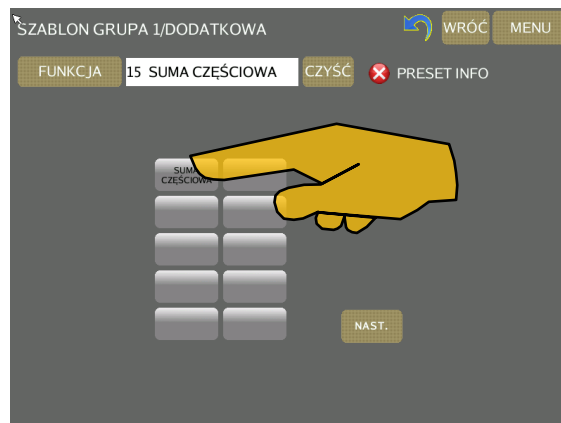 SZABLON GRUPA 1/DODATKOWA
WRÓĆ
MENU
FUNKCJA
15 SUMA CZĘŚCIOWA
CZYŚĆ
PRESET INFO
SUMA
CZĘŚCIOWA
NAST.